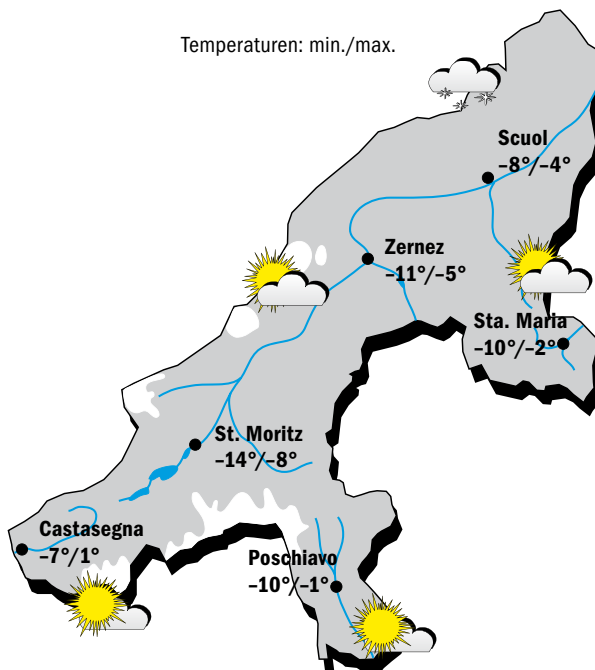 Temperaturen: min./max.
Scuol
–8°/–4°
Zernez
–11°/–5°
Sta. Maria
–10°/–2°
St. Moritz
–14°/–8°
Castasegna
–7°/1°
Poschiavo
–10°/–1°